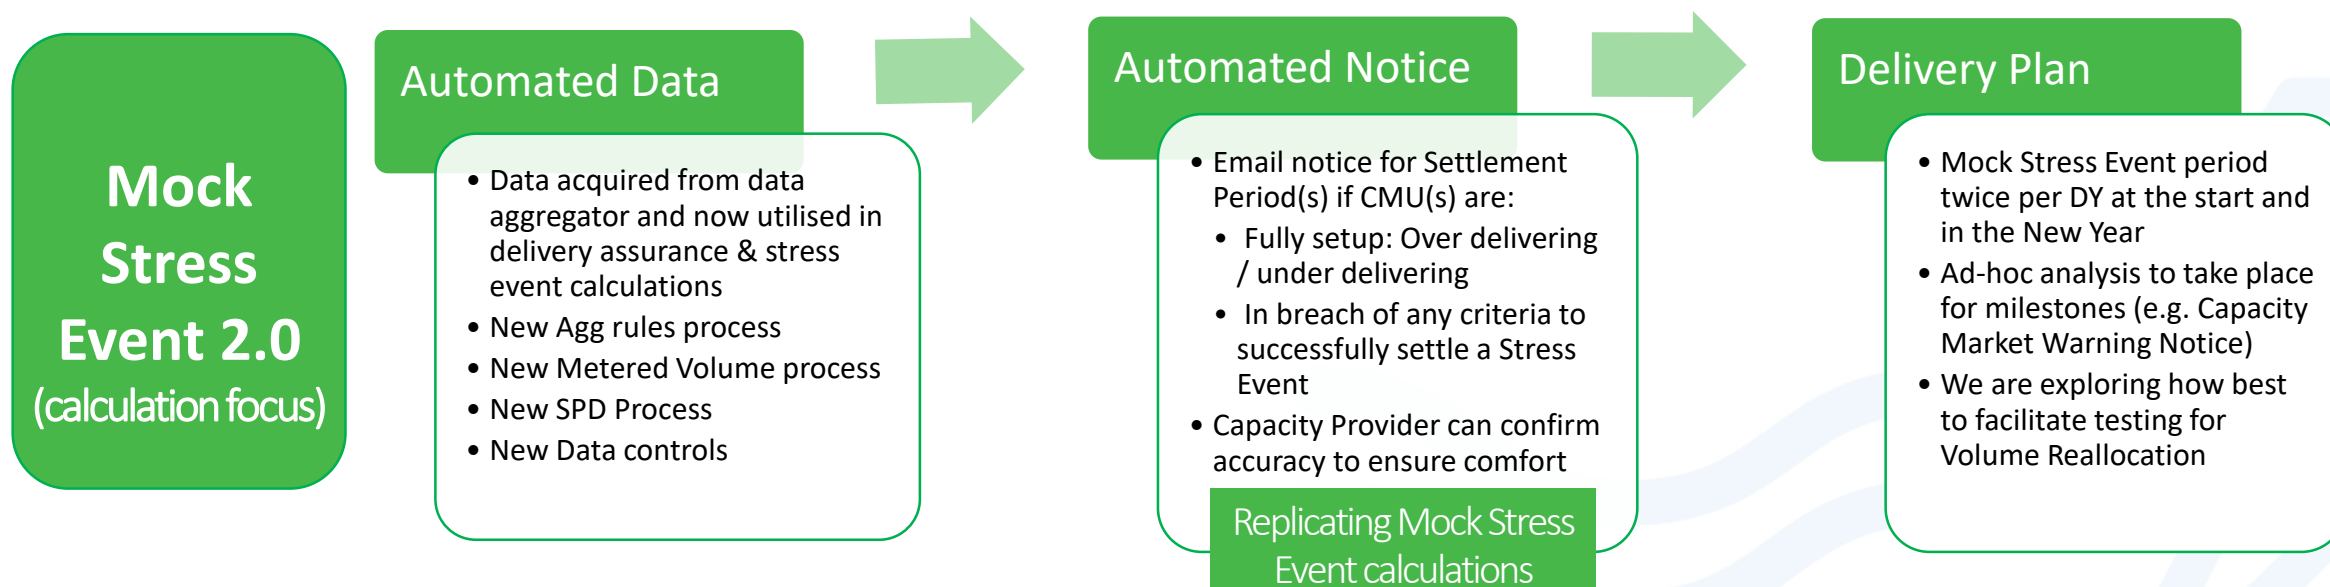 Mock
Stress
Event 2.0
(calculation focus)
Automated Data
• Data acquired from data
aggregator and now utilised in
delivery assurance & stress
event calculations
• New Agg rules process
• New Metered Volume process
• New SPD Process
• New Data controls
Automated Notice
• Email notice for Settlement
Period(s) if CMU(s) are:
• Fully setup: Over delivering
/ under delivering
• In breach of any criteria to
successfully settle a Stress
Event
• Capacity Provider can confirm
accuracy to ensure comfort
Replicating Mock Stress
Event calculations
Delivery Plan
• Mock Stress Event period
twice per DY at the start and
in the New Year
• Ad-hoc analysis to take place
for milestones (e.g. Capacity
Market Warning Notice)
• We are exploring how best
to facilitate testing for
Volume Reallocation